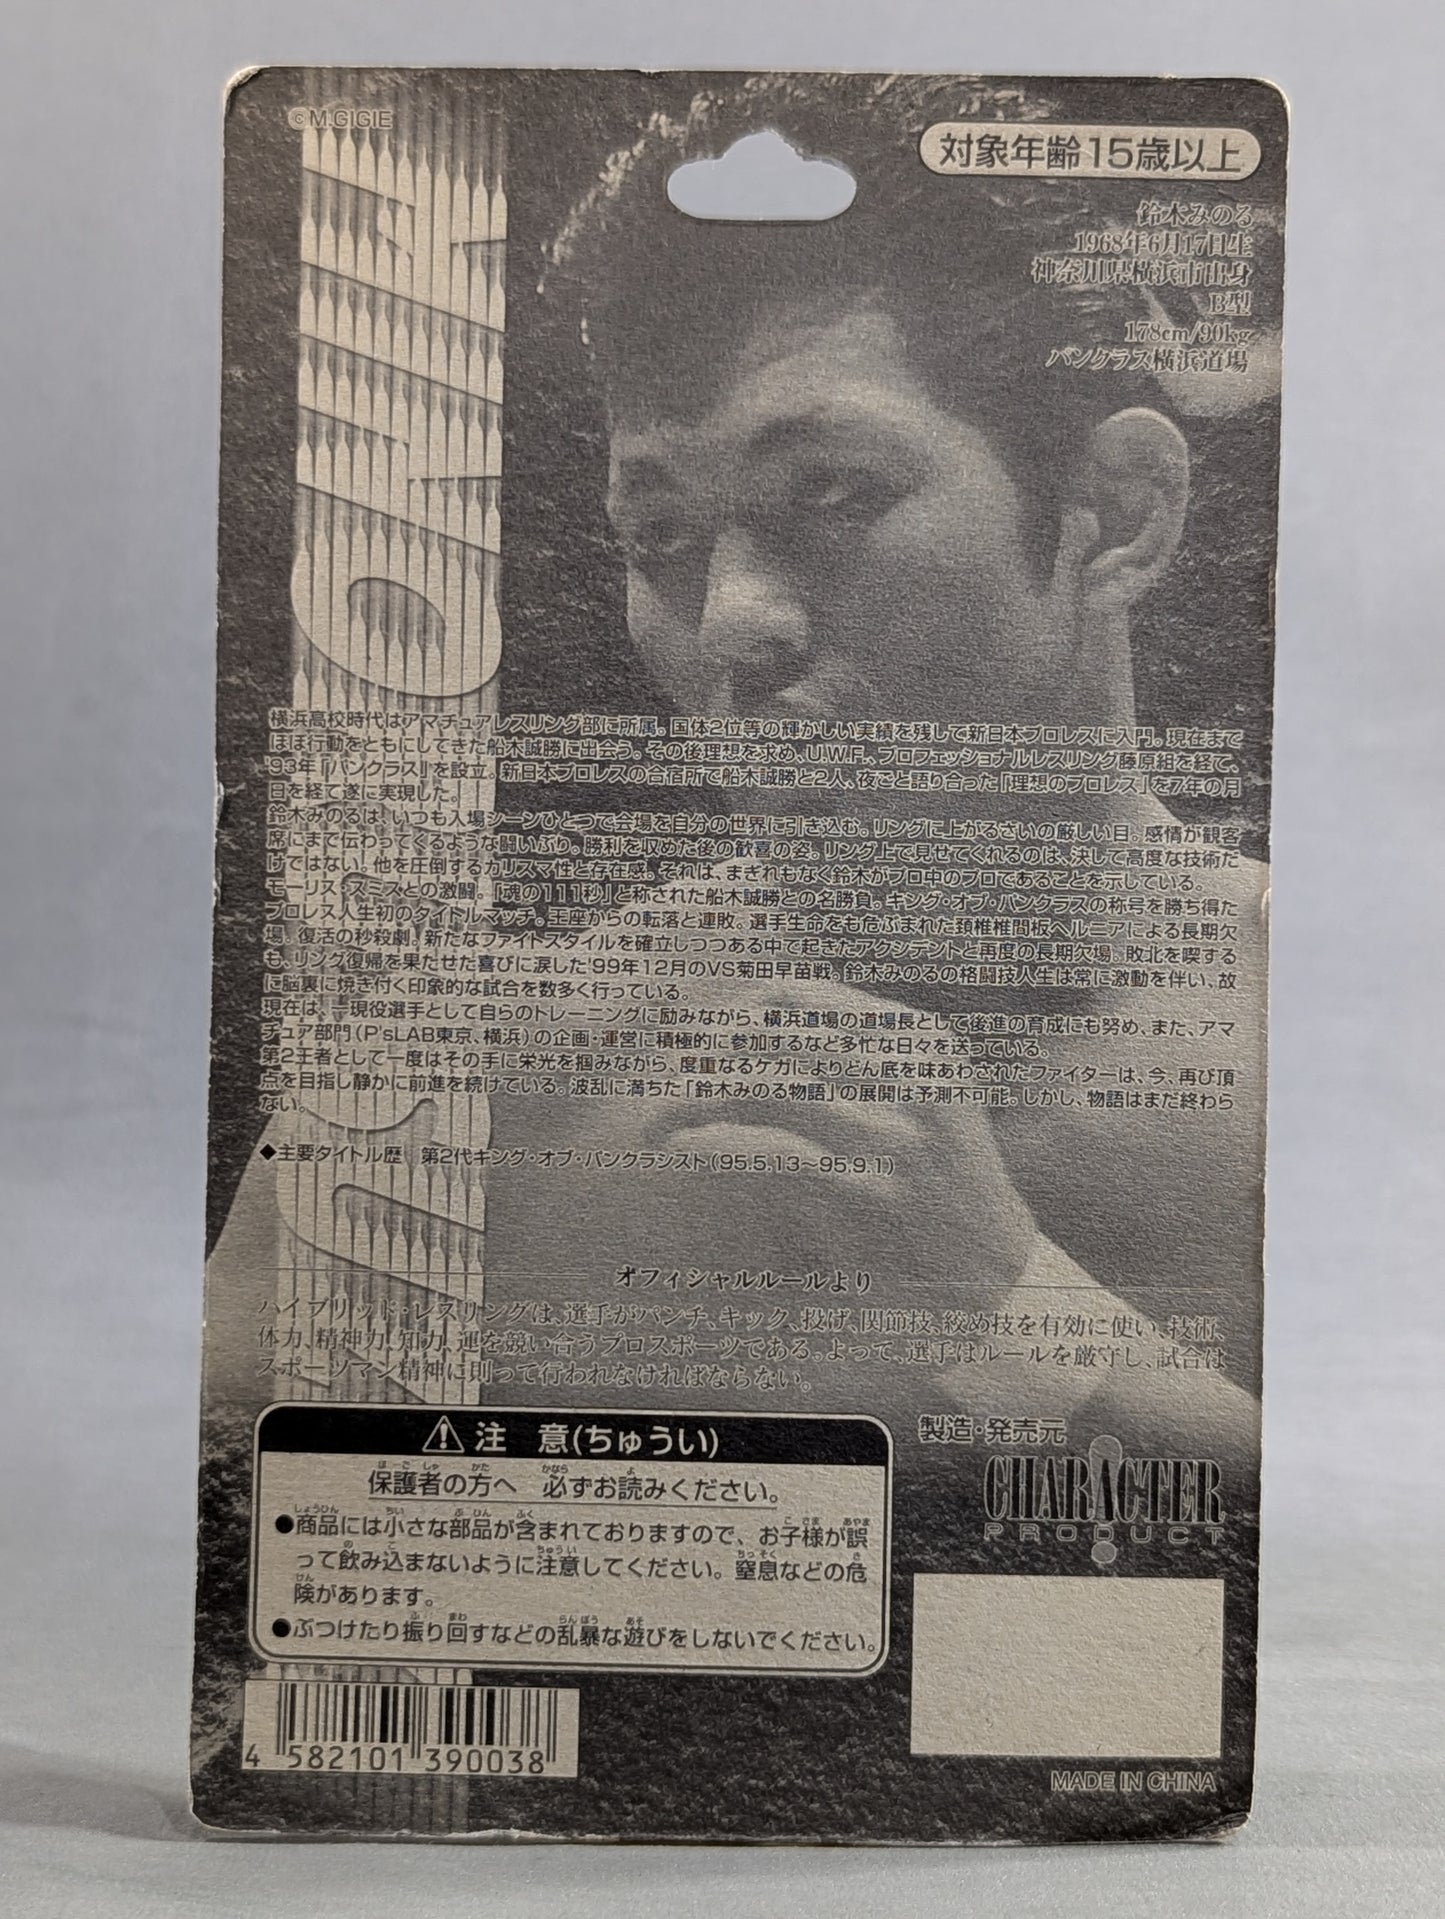 ©M.GIGIE
対象年齢15歳以上
鈴木みのる
1968年6月17日生
神奈川県横浜市出身
B型
178cm/90kg
パンクラス横浜道場
横浜高校時代はアマチュアレスリング部に所属。国体2位等の輝かしい実績を残して新日本プロレスに入門。現在まで
ほぼ行動をともにしてきた船木誠勝に出会う。その後理想を求め、U.W.F.、プロフェッショナルレスリング藤原組を経て、
'93年「パンクラス」を設立。新日本プロレスの合宿所で船木誠勝と2人、夜ごと語り合った「理想のプロレス」を7年の月
日を経て遂に実現した。
鈴木みのるは、いつも入場シーンひとつで会場を自分の世界に引き込む。リングに上がるさいの厳しい目。感情が観客
席にまで伝わってくるような闘いぶり。勝利を収めた後の歓喜の姿。リング上で見せてくれるのは、決して高度な技術だ
けではない。他を圧倒するカリスマ性と存在感。それは、まぎれもなく鈴木がプロ中のプロであることを示している。
モーリス・スミスとの激闘。「魂の111秒」と称された船木誠勝との名勝負。キング・オブ・パンクラスの称号を勝ち得た
プロレス人生初のタイトルマッチ。王座からの転落と連敗。選手生命をも危ぶまれた頚椎椎間板ヘルニアによる長期欠
場。復活の秒殺劇。新たなファイトスタイルを確立しつつある中で起きたアクシデントと再度の長期欠場。敗北を喫する
も、リング復帰を果たせた喜びに涙した'99年12月のVS菊田早苗戦。鈴木みのるの格闘技人生は常に激動を伴い、故
に脳裏に焼き付く印象的な試合を数多く行っている。
現在は、一現役選手として自らのトレーニングに励みながら、横浜道場の道場長として後進の育成にも努め、また、アマ
チュア部門(P'sLAB東京、横浜)の企画・運営に積極的に参加するなど多忙な日々を送っている。
第2王者として一度はその手に栄光を掴みながら、度重なるケガによりどん底を味あわされたファイターは、今、再び頂
点を目指し静かに前進を続けている。波乱に満ちた「鈴木みのる物語」の展開は予測不可能。しかし、物語はまだ終わら
ない。
◆主要タイトル歴　第2代キング・オブ・パンクラシスト(95.5.13〜95.9.1)
オフィシャルルールより
ハイブリッド・レスリングは、選手がパンチ、キック、投げ、関節技、絞め技を有効に使い、技術、
体力、精神力、知力、運を競い合うプロスポーツである。よって、選手はルールを厳守し、試合は
スポーツマン精神に則って行われなければならない。
注　意(ちゅうい)
保護者の方へ　必ずお読みください。
●商品には小さな部品が含まれておりますので、お子様が誤
って飲み込まないように注意してください。窒息などの危
険があります。
●ぶつけたり振り回すなどの乱暴な遊びをしないでください。
製造・発売元
CHARACTER
PRODUCT
4 582101 390038
MADE IN CHINA